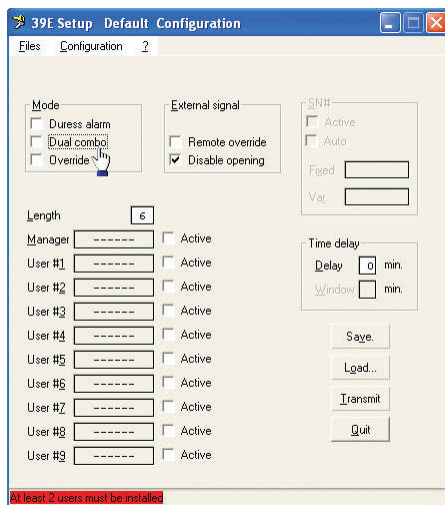 39E Setup Default Configuration
Files Configuration ?
Mode
Duress alarm
Dual combo
Override
External signal
Remote override
Disable opening
SN#
Active
Auto
Fixed
Var.
Length 6
Manager ------ Active
User #1 ------ Active
User #2 ------ Active
User #3 ------ Active
User #4 ------ Active
User #5 ------ Active
User #6 ------ Active
User #7 ------ Active
User #8 ------ Active
User #9 ------ Active
Time delay
Delay 0 min.
Window min.
Save.
Load...
Transmit
Quit
At least 2 users must be installed